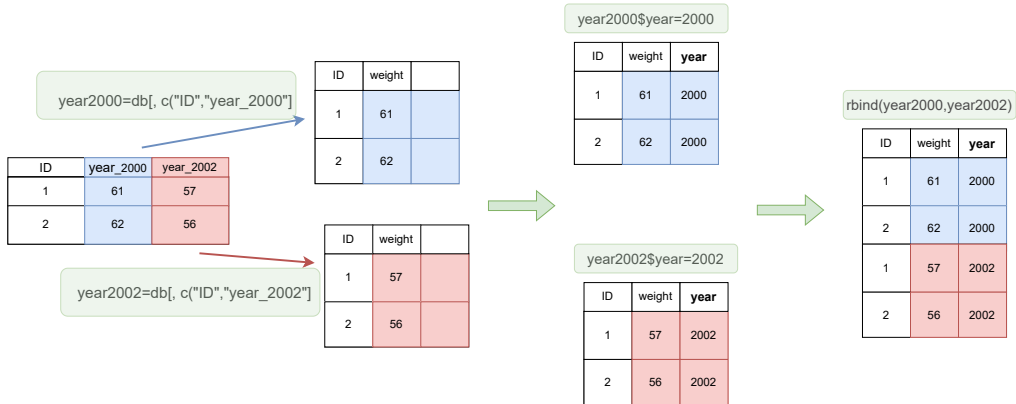 year2000=db[, c("ID","year_2000"]
ID year_2000 year_2002
1 61 57
2 62 56
year2002=db[, c("ID","year_2002"]
ID weight
1 61
2 62
ID weight
1 57
2 56
year2000$year=2000
ID weight year
1 61 2000
2 62 2000
year2002$year=2002
ID weight year
1 57 2002
2 56 2002
rbind(year2000,year2002)
ID weight year
1 61 2000
2 62 2000
1 57 2002
2 56 2002